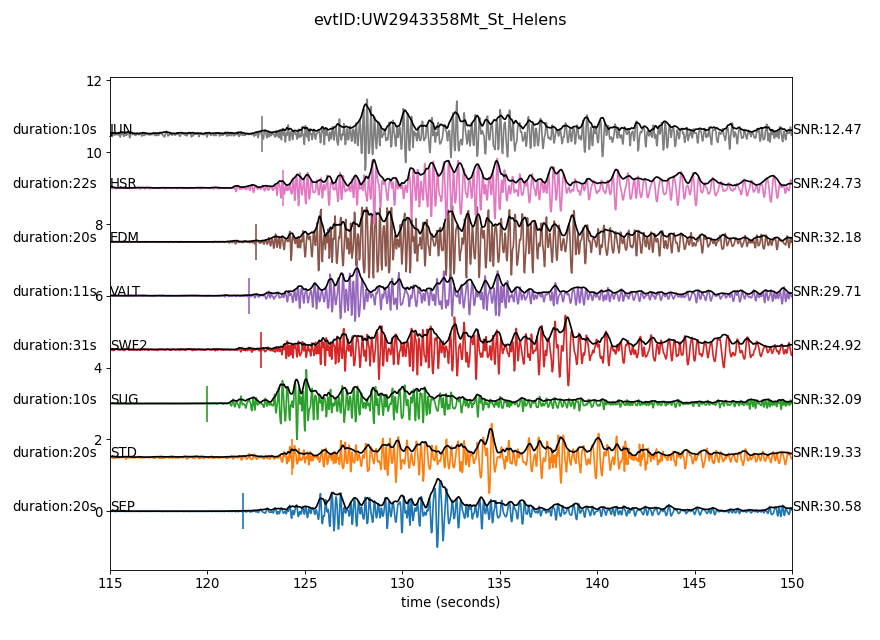 evtID:UW2943358Mt_St_Helens
12
duration:10s JUN SNR:12.47
10
duration:22s HSR SNR:24.73
8
duration:20s EDM SNR:32.18
duration:11s VALT SNR:29.71
6
duration:31s SWF2 SNR:24.92
4
duration:10s SUG SNR:32.09
2
duration:20s STD SNR:19.33
duration:20s SEP SNR:30.58
0
115 120 125 130 135 140 145 150
time (seconds)